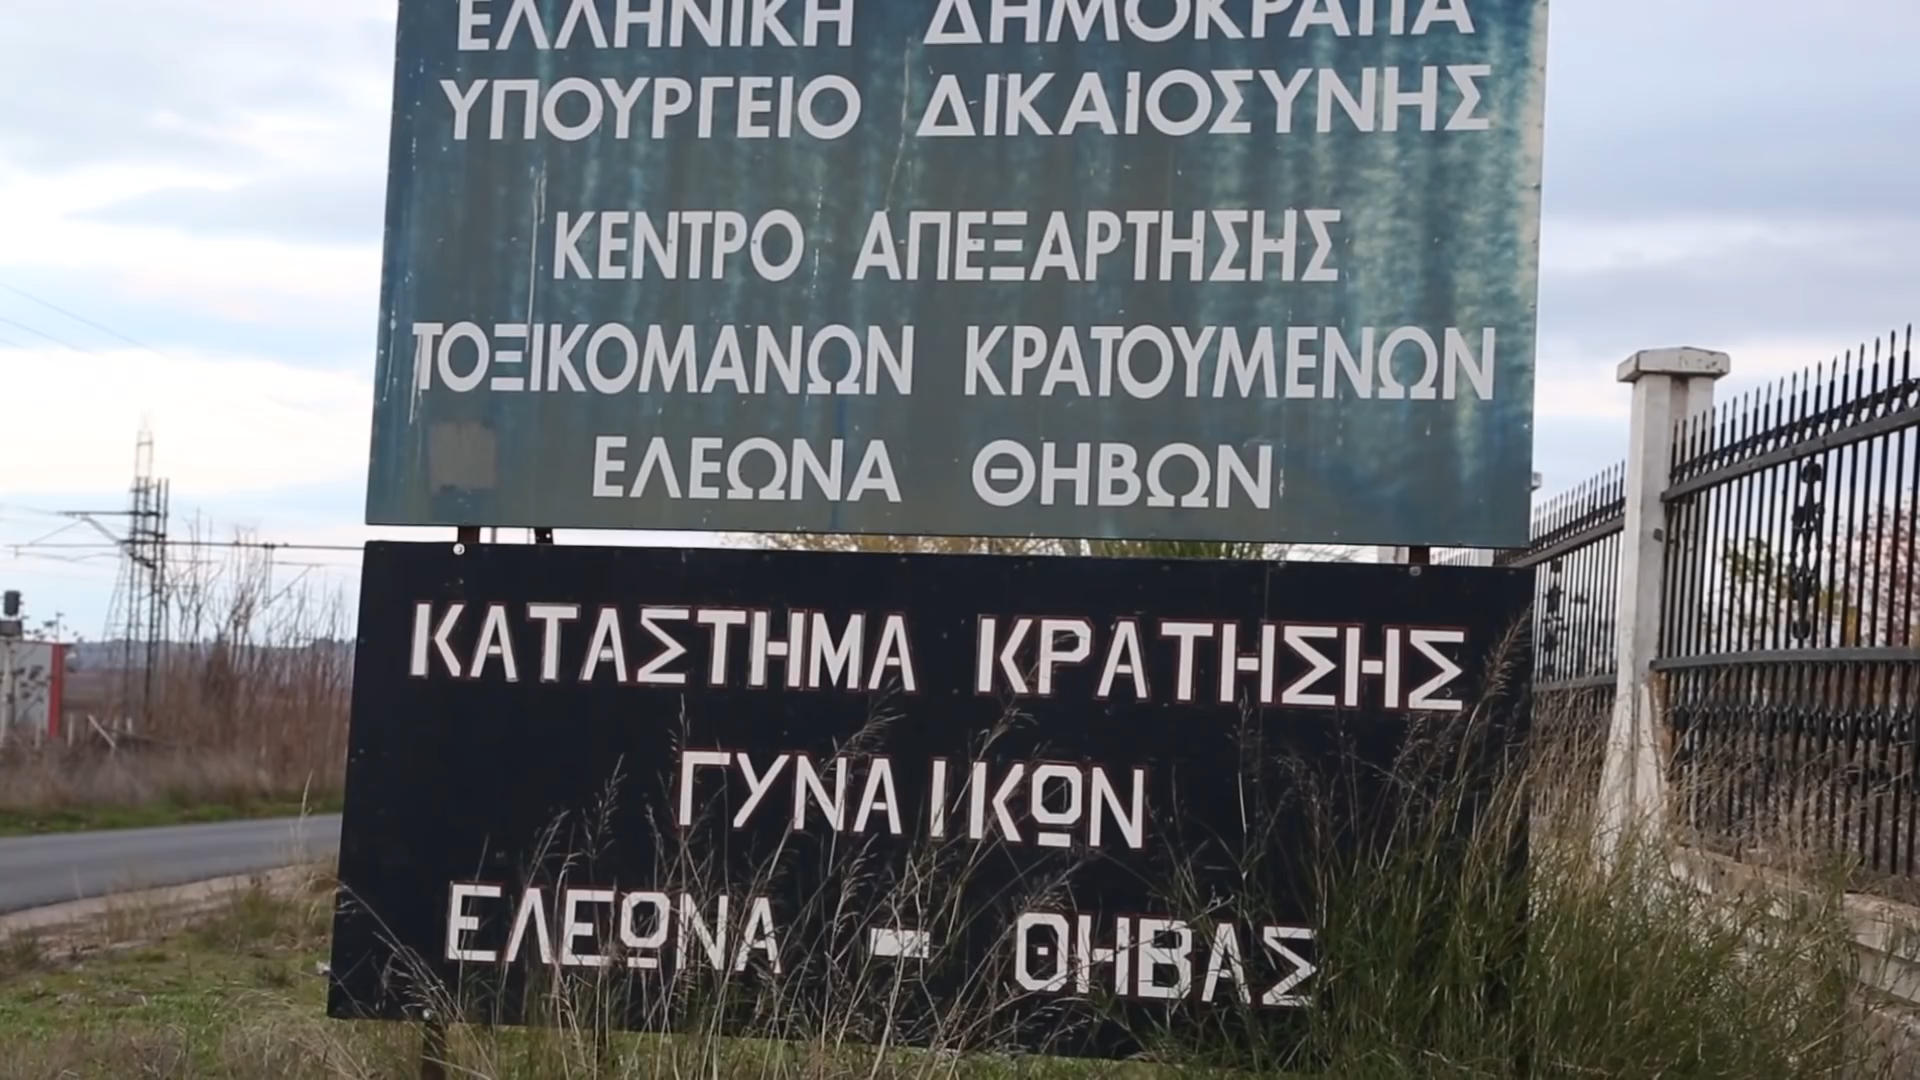 ΕΛΛΗΝΙΚΗ ΔΗΜΟΚΡΑΤΙΑ
ΥΠΟΥΡΓΕΙΟ ΔΙΚΑΙΟΣΥΝΗΣ
ΚΕΝΤΡΟ ΑΠΕΞΑΡΤΗΣΗΣ
ΤΟΞΙΚΟΜΑΝΩΝ ΚΡΑΤΟΥΜΕΝΩΝ
ΕΛΕΩΝΑ ΘΗΒΩΝ
ΚΑΤΑΣΤΗΜΑ ΚΡΑΤΗΣΗΣ
ΓΥΝΑΙΚΩΝ
ΕΛΕΩΝΑ - ΘΗΒΑΣ